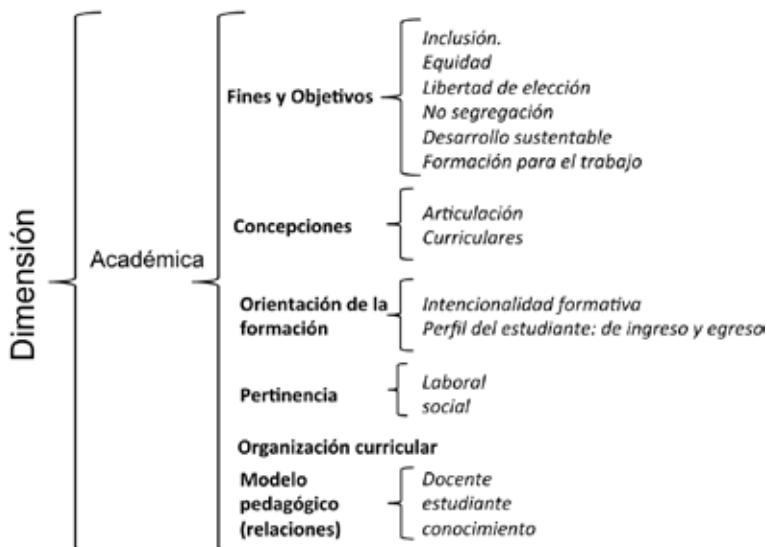 Dimensión
Académica
Fines y Objetivos
Inclusión.
Equidad
Libertad de elección
No segregación
Desarrollo sustentable
Formación para el trabajo
Concepciones
Articulación
Curriculares
Orientación de la
formación
Intencionalidad formativa
Perfil del estudiante: de ingreso y egreso
Pertinencia
Laboral
social
Organización curricular
Modelo
pedagógico
(relaciones)
Docente
estudiante
conocimiento